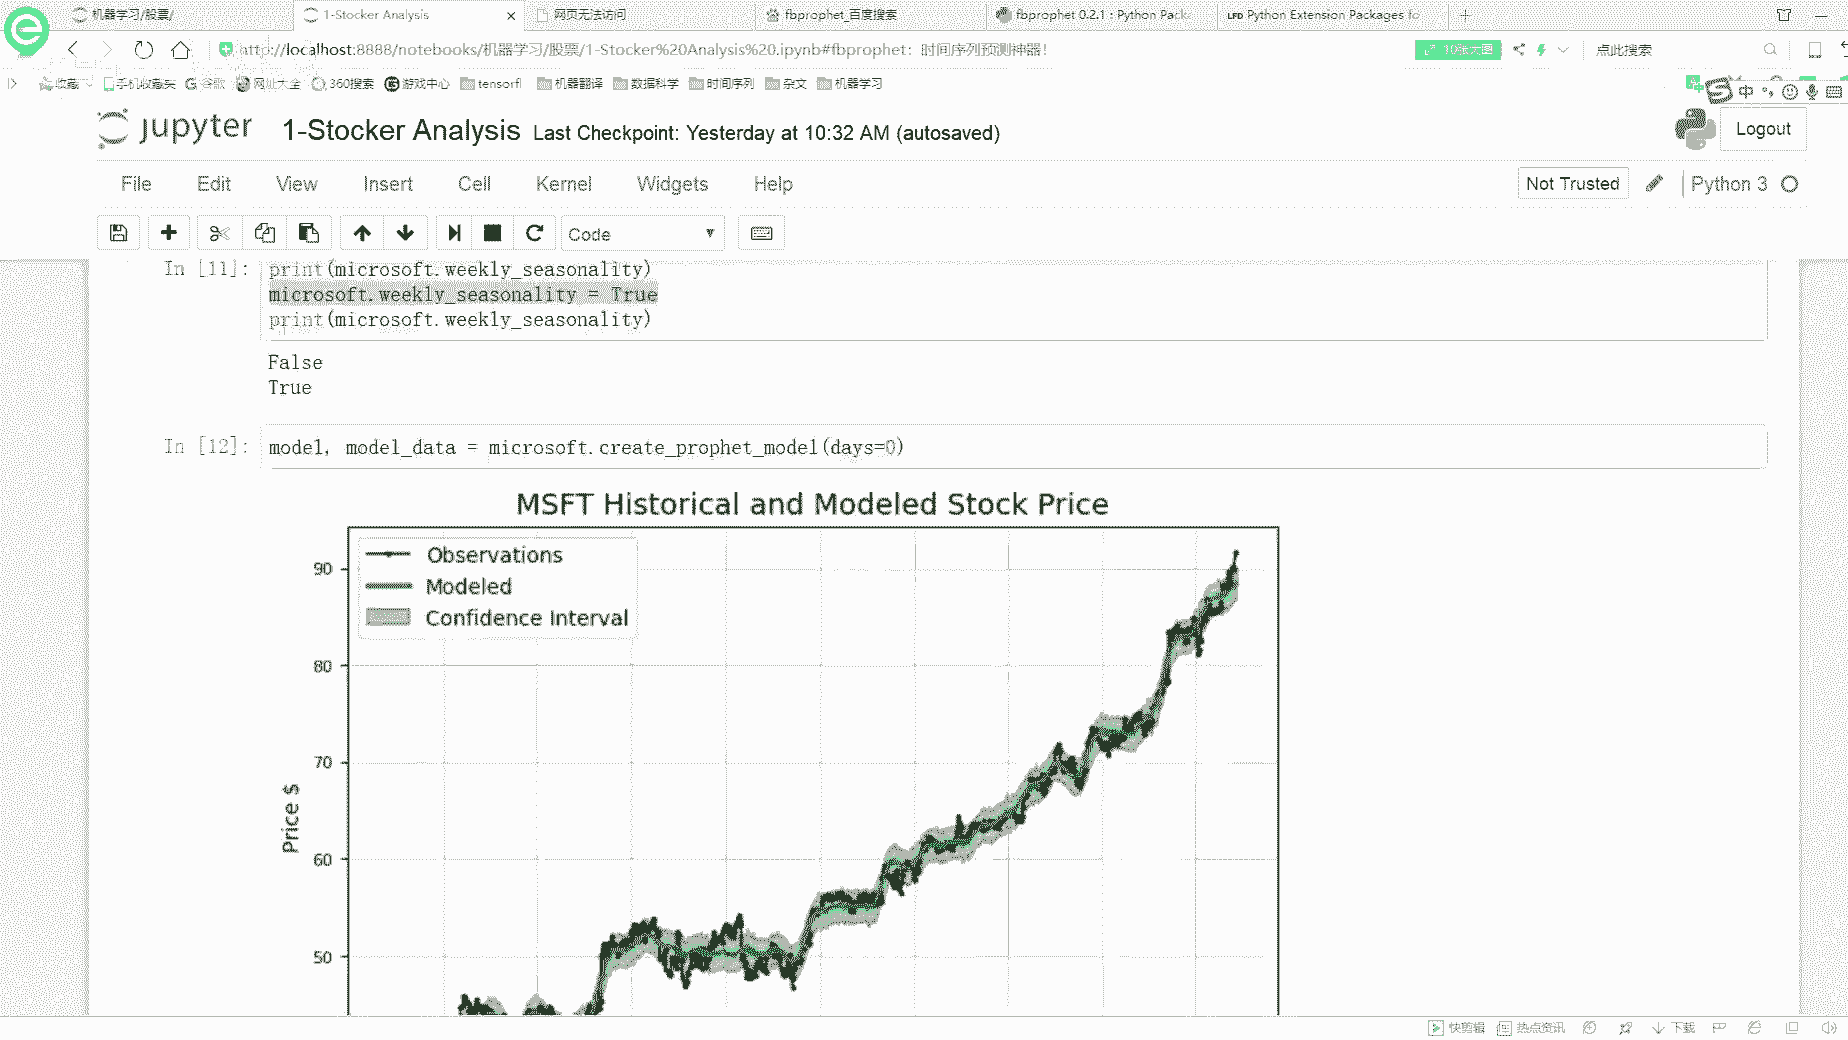 机器学习/股票/
1-Stocker Analysis
网页无法访问
fbprophet_百度搜索
fbprophet 0.2.1 : Python Pack
LFD Python Extension Packages fo
http://localhost:8888/notebooks/机器学习/股票/1-Stocker%20Analysis%20.ipynb#fbprophet: 时间序列预测神器!
点此搜索
收藏
手机收藏夹
谷歌
网址大全
360搜索
游戏中心
tensorfl
机器翻译
数据科学
时间序列
杂文
机器学习
中
jupyter
1-Stocker Analysis Last Checkpoint: Yesterday at 10:32 AM (autosaved)
Logout
File Edit View Insert Cell Kernel Widgets Help
Not Trusted
Python 3
Code
In [11]:
print(microsoft.weekly_seasonality)
microsoft.weekly_seasonality = True
print(microsoft.weekly_seasonality)
False
True
In [12]:
model, model_data = microsoft.create_prophet_model(days=0)
MSFT Historical and Modeled Stock Price
Observations
Modeled
Confidence Interval
90
80
70
60
50
Price $
快剪辑
热点资讯
下载